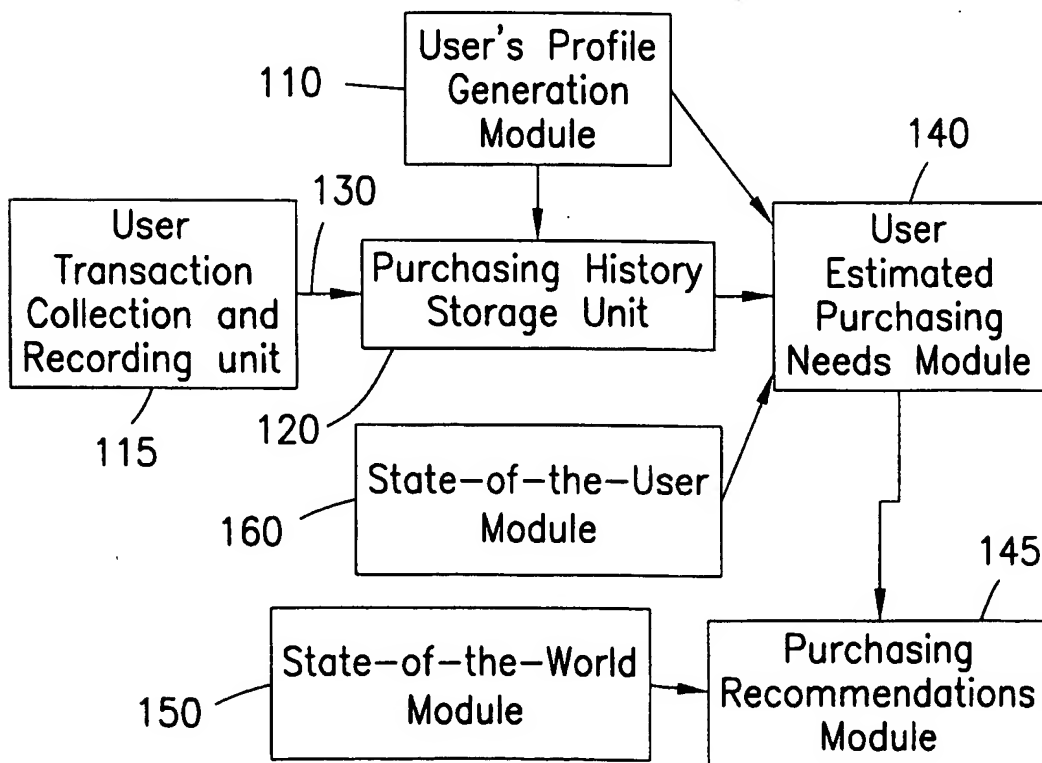 User's Profile
Generation
Module
110
140
130
User
Transaction
Collection and
Recording unit
Purchasing History
Storage Unit
User
Estimated
Purchasing
Needs Module
115
120
State-of-the-User
Module
160
145
State-of-the-World
Module
Purchasing
Recommendations
Module
150